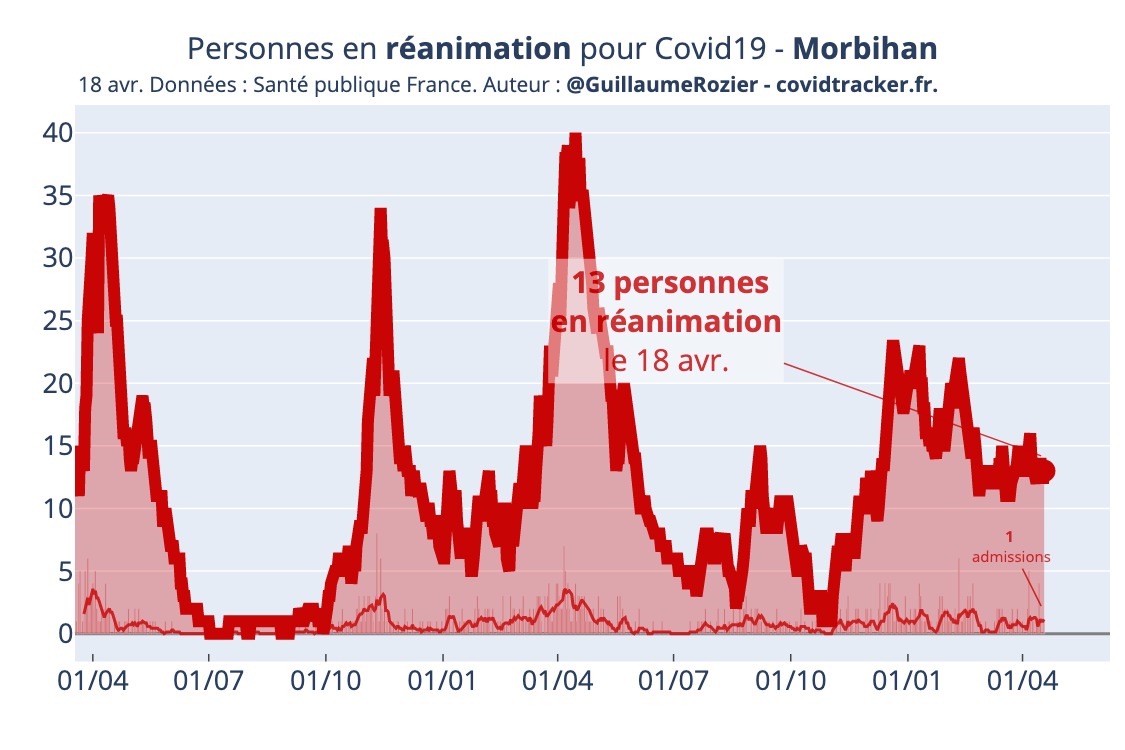 Personnes en réanimation pour Covid19 - Morbihan
18 avr. Données : Santé publique France. Auteur : @GuillaumeRozier - covidtracker.fr.
40
35
30
25
20
15
10
5
0
13 personnes
en réanimation
le 18 avr.
1
admissions
01/04 01/07 01/10 01/01 01/04 01/07 01/10 01/01 01/04